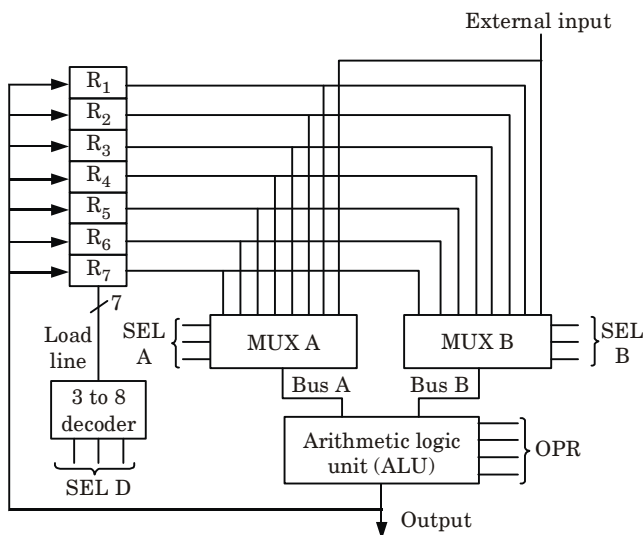 External input
R1
R2
R3
R4
R5
R6
R7
7
Load
line
SEL
A
MUX A
MUX B
SEL
B
Bus A
Bus B
3 to 8
decoder
Arithmetic logic
unit (ALU)
OPR
SEL D
Output